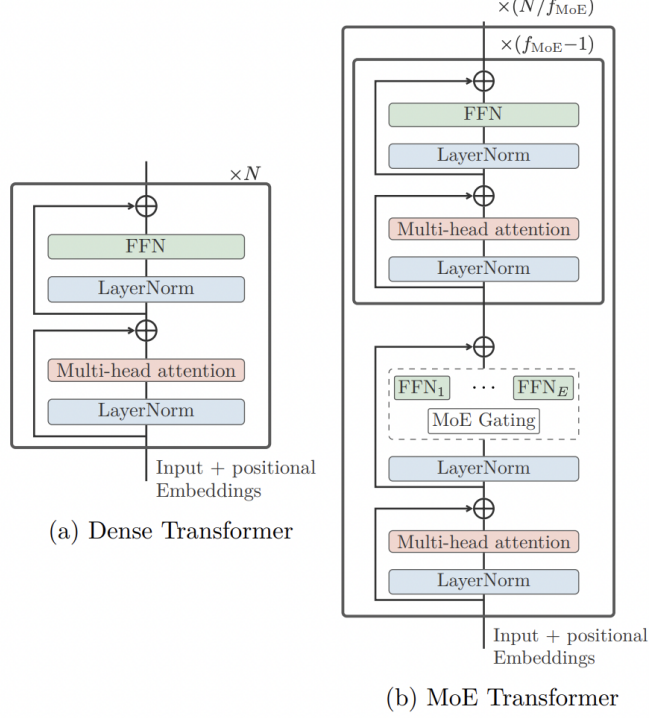 ×N
FFN
LayerNorm
Multi-head attention
LayerNorm
Input + positional
Embeddings
(a) Dense Transformer
×(N/f_MoE)
×(f_MoE−1)
FFN
LayerNorm
Multi-head attention
LayerNorm
FFN₁ ··· FFN_E
MoE Gating
LayerNorm
Multi-head attention
LayerNorm
Input + positional
Embeddings
(b) MoE Transformer